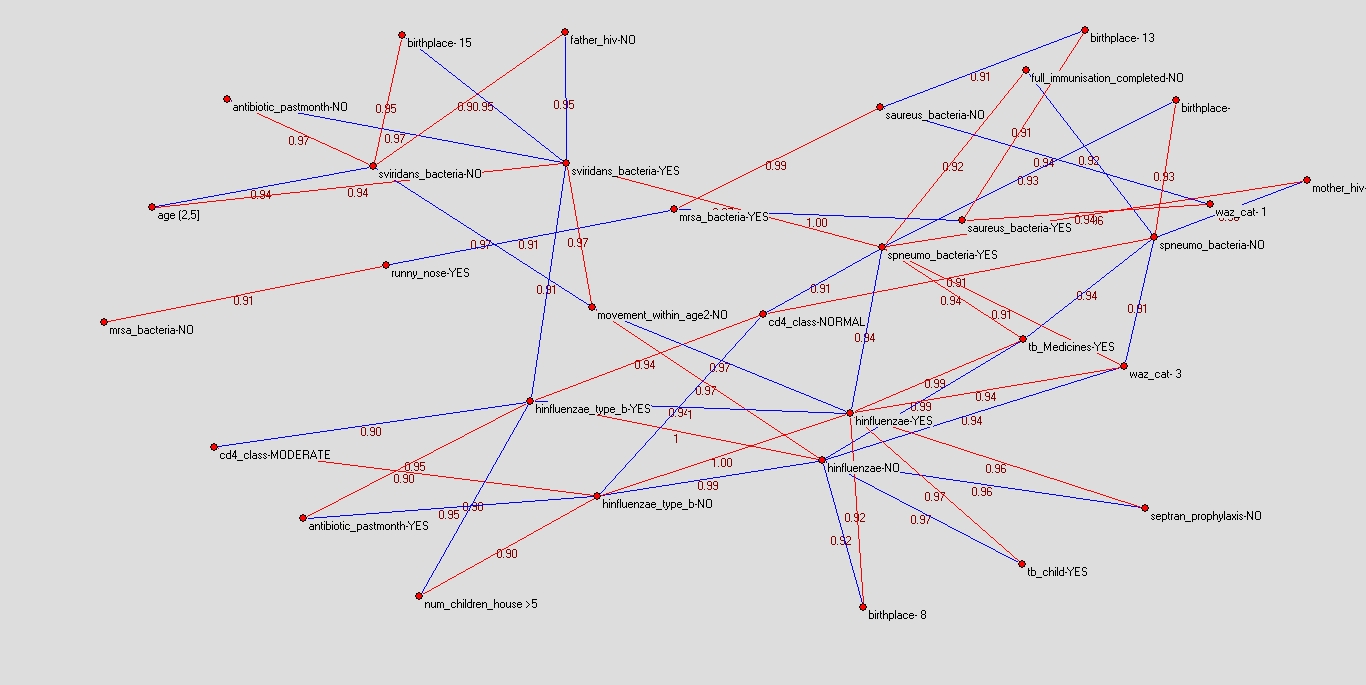 birthplace- 15
father_hiv-NO
birthplace- 13
full_immunisation_completed-NO
0.91
antibiotic_pastmonth-NO
0.95
0.90
0.95
0.95
saureus_bacteria-NO
birthplace-
0.97
0.97
0.91
sviridans_bacteria-NO
sviridans_bacteria-YES
0.99
0.92
0.94
0.92
0.93
0.93
mother_hiv-
0.94
0.94
age (2,5]
mrsa_bacteria-YES
1.00
saureus_bacteria-YES
0.94
waz_cat- 1
0.97
0.91
0.97
spneumo_bacteria-YES
spneumo_bacteria-NO
runny_nose-YES
0.91
0.91
0.91
0.91
0.94
0.94
0.91
mrsa_bacteria-NO
movement_within_age2-NO
cd4_class-NORMAL
0.91
0.94
tb_Medicines-YES
0.94
0.97
waz_cat- 3
0.97
0.99
0.94
hinfluenzae_type_b-YES
0.99
hinfluenzae-YES
0.94
0.90
1
cd4_class-MODERATE
0.95
0.90
1.00
hinfluenzae-NO
0.96
0.99
0.96
hinfluenzae_type_b-NO
0.97
0.95
0.90
antibiotic_pastmonth-YES
0.92
0.97
septran_prophylaxis-NO
0.92
0.90
tb_child-YES
num_children_house >5
birthplace- 8